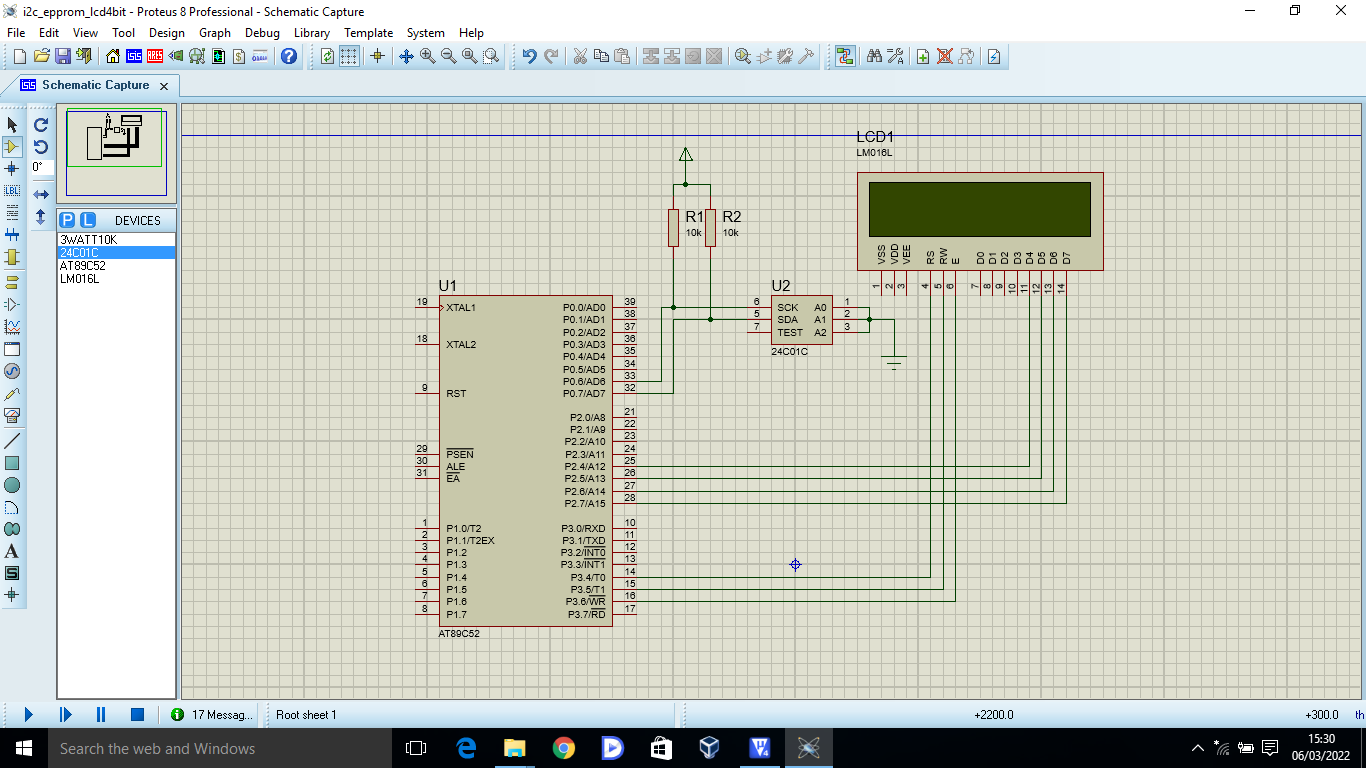 i2c_epprom_lcd4bit - Proteus 8 Professional - Schematic Capture
File Edit View Tool Design Graph Debug Library Template System Help
Schematic Capture
0°
LBL
P L DEVICES
3WATT10K
24C01C
AT89C52
LM016L
A
S
LCD1
LM016L
VSS VDD VEE RS RW E D0 D1 D2 D3 D4 D5 D6 D7
1 2 3 4 5 6 7 8 9 10 11 12 13 14
R1
10k
R2
10k
U2
6 SCK A0 1
5 SDA A1 2
7 TEST A2 3
24C01C
U1
19 XTAL1 P0.0/AD0 39
P0.1/AD1 38
P0.2/AD2 37
18 XTAL2 P0.3/AD3 36
P0.4/AD4 35
P0.5/AD5 34
P0.6/AD6 33
9 RST P0.7/AD7 32
P2.0/A8 21
P2.1/A9 22
P2.2/A10 23
29 PSEN P2.3/A11 24
30 ALE P2.4/A12 25
31 EA P2.5/A13 26
P2.6/A14 27
P2.7/A15 28
1 P1.0/T2 P3.0/RXD 10
2 P1.1/T2EX P3.1/TXD 11
3 P1.2 P3.2/INT0 12
4 P1.3 P3.3/INT1 13
5 P1.4 P3.4/T0 14
6 P1.5 P3.5/T1 15
7 P1.6 P3.6/WR 16
8 P1.7 P3.7/RD 17
AT89C52
17 Messag... Root sheet 1 +2200.0 +300.0 th
Search the web and Windows
15:30
06/03/2022